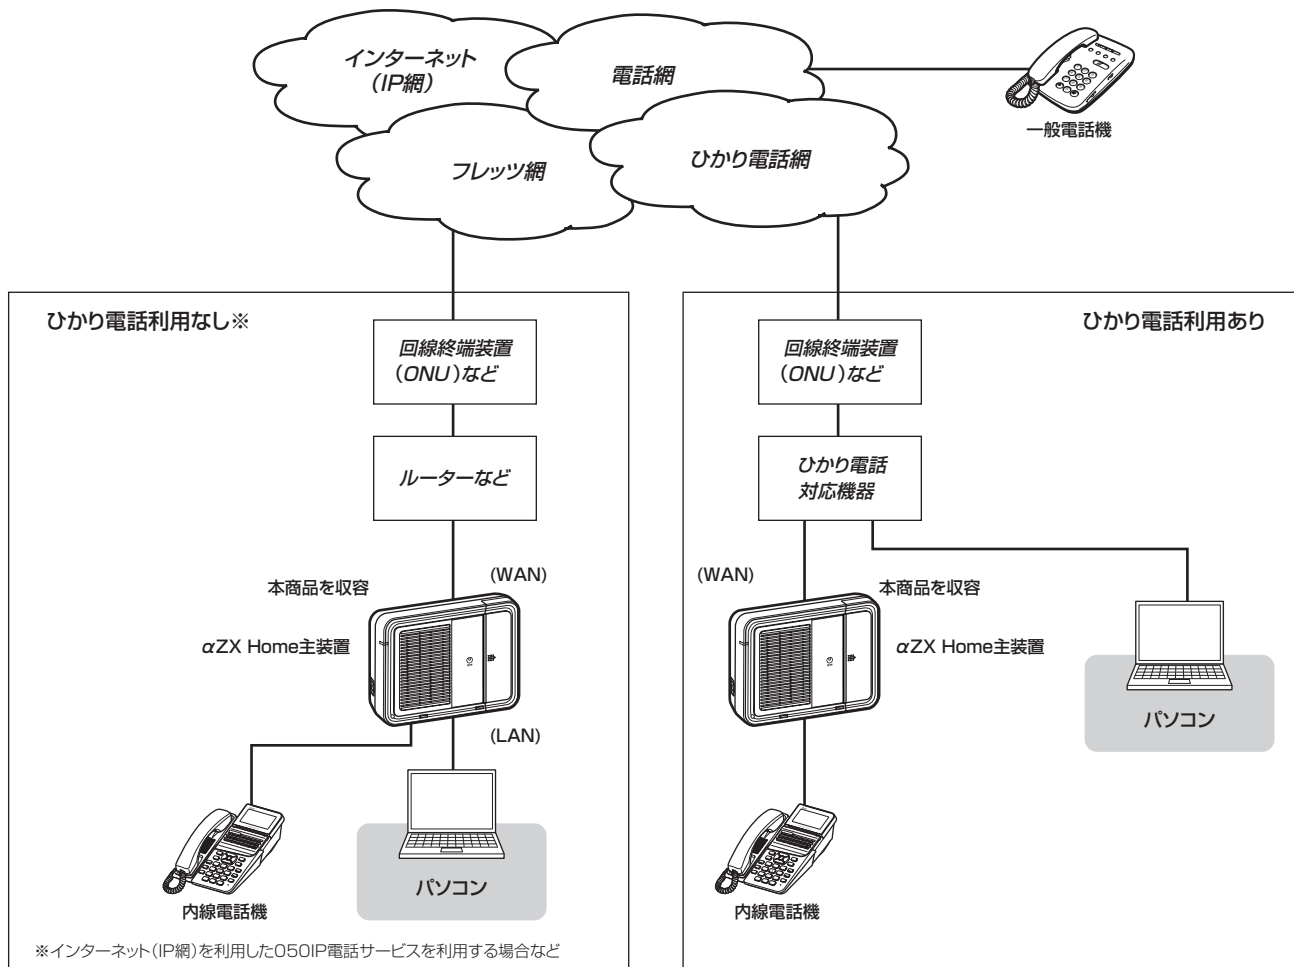 インターネット
(IP網)
電話網
一般電話機
フレッツ網
ひかり電話網
ひかり電話利用なし※
回線終端装置
(ONU)など
ルーターなど
(WAN)
本商品を収容
αZX Home主装置
(LAN)
内線電話機
パソコン
※インターネット(IP網)を利用した050IP電話サービスを利用する場合など
ひかり電話利用あり
回線終端装置
(ONU)など
ひかり電話
対応機器
(WAN)
本商品を収容
αZX Home主装置
パソコン
内線電話機